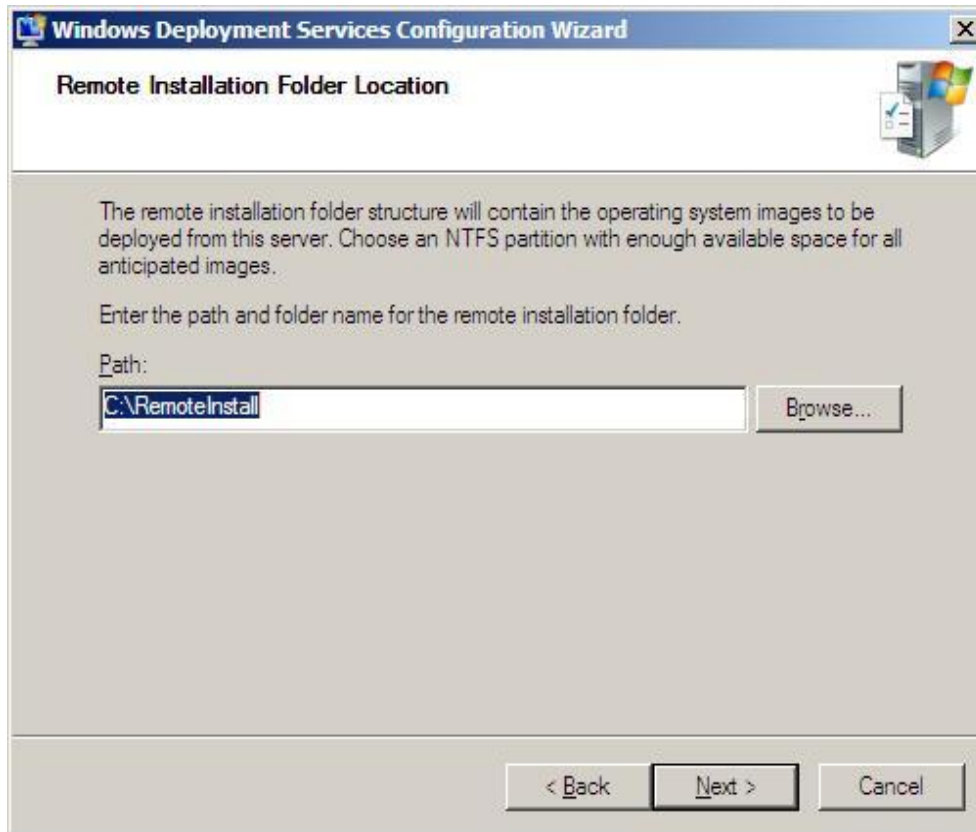 Windows Deployment Services Configuration Wizard
Remote Installation Folder Location
The remote installation folder structure will contain the operating system images to be
deployed from this server. Choose an NTFS partition with enough available space for all
anticipated images.
Enter the path and folder name for the remote installation folder.
Path:
C:\RemoteInstall
Browse...
< Back
Next >
Cancel